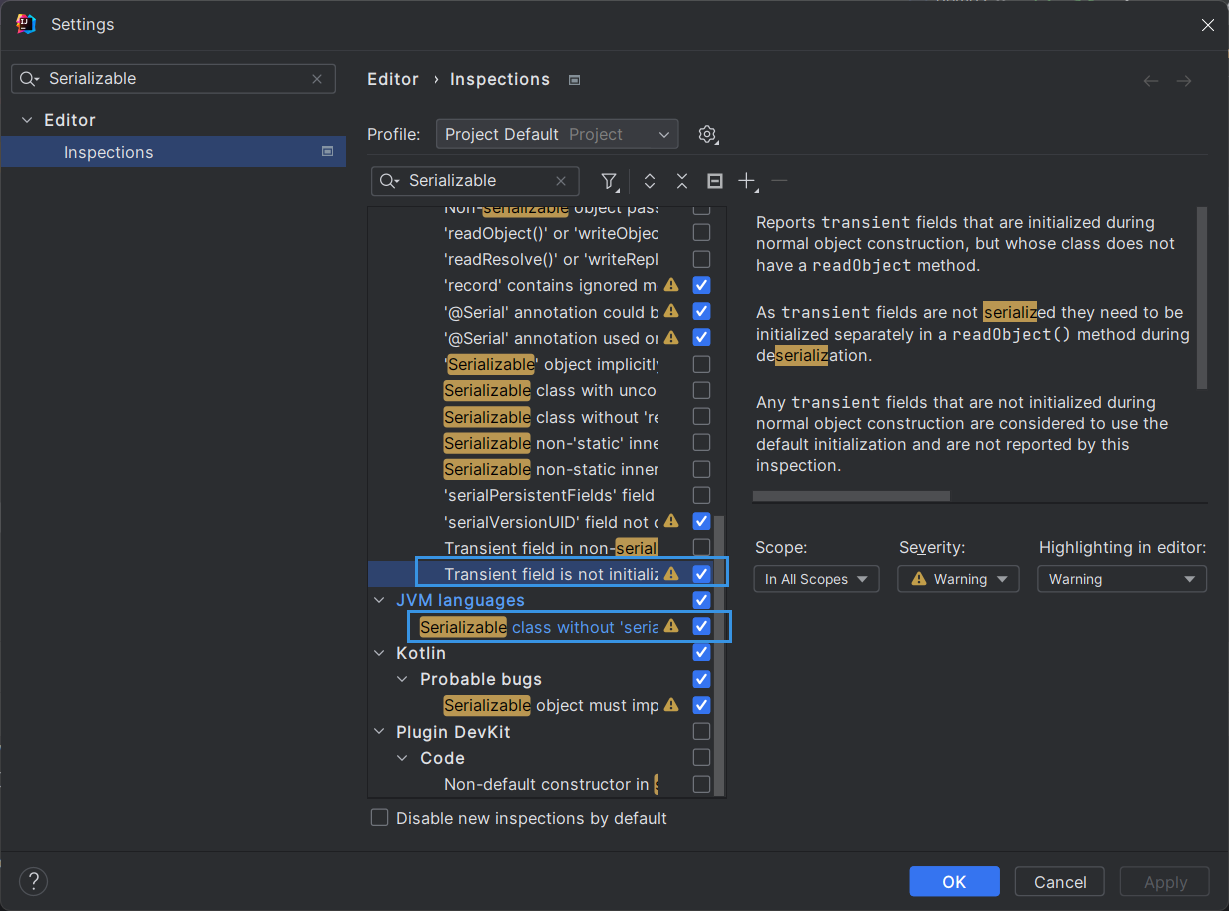 Settings
Serializable
Editor
Inspections
Editor › Inspections
Profile: Project Default Project
Serializable
Non-serializable object pass
'readObject()' or 'writeObjec
'readResolve()' or 'writeRepl
'record' contains ignored m
'@Serial' annotation could b
'@Serial' annotation used or
'Serializable' object implicitly
Serializable class with unco
Serializable class without 're
Serializable non-'static' inne
Serializable non-static inner
'serialPersistentFields' field
'serialVersionUID' field not d
Transient field in non-serial
Transient field is not initializ
JVM languages
Serializable class without 'seria
Kotlin
Probable bugs
Serializable object must imp
Plugin DevKit
Code
Non-default constructor in s
Disable new inspections by default
Reports transient fields that are initialized during
normal object construction, but whose class does not
have a readObject method.
As transient fields are not serialized they need to be
initialized separately in a readObject() method during
deserialization.
Any transient fields that are not initialized during
normal object construction are considered to use the
default initialization and are not reported by this
inspection.
Scope: Severity: Highlighting in editor:
In All Scopes Warning Warning
? OK Cancel Apply